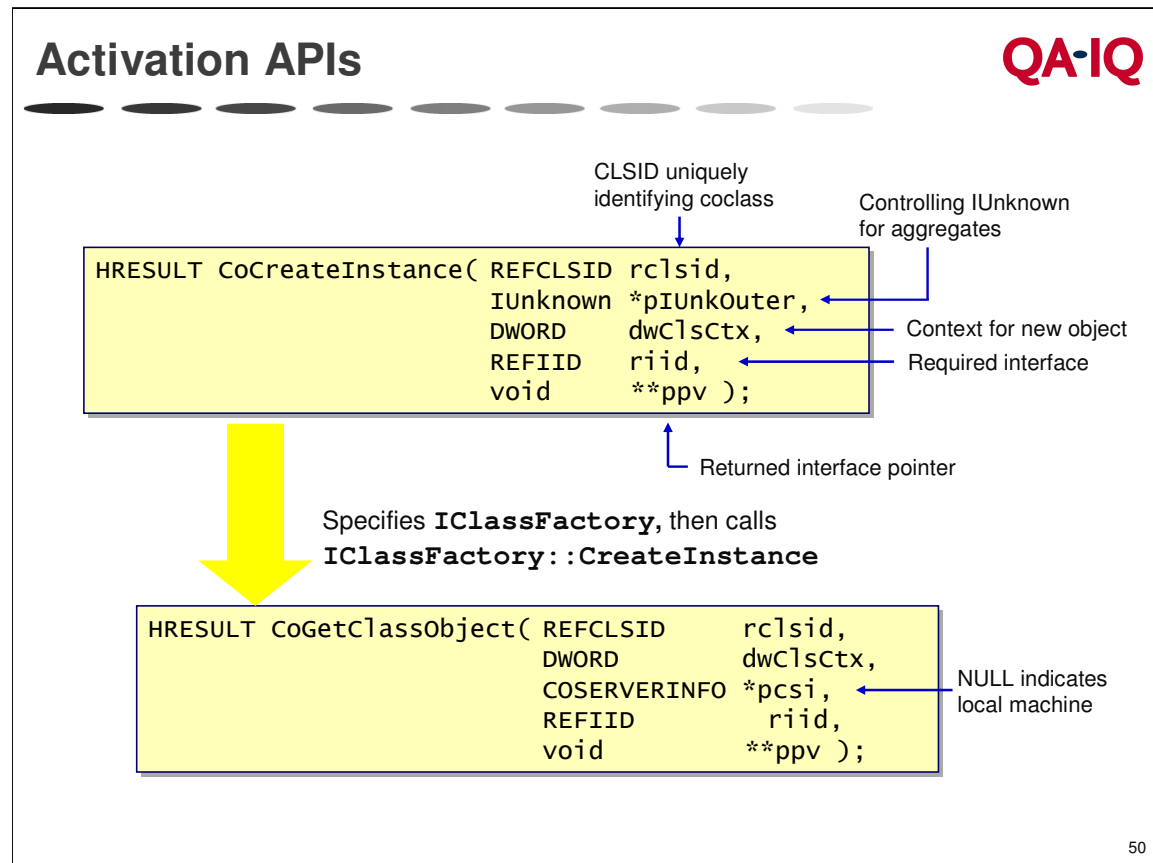 Activation APIs
QA-IQ
CLSID uniquely
identifying coclass
Controlling IUnknown
for aggregates
HRESULT CoCreateInstance( REFCLSID rclsid,
IUnknown *pIUnkOuter,
DWORD dwClsCtx,
REFIID riid,
void **ppv );
Context for new object
Required interface
Returned interface pointer
Specifies IClassFactory, then calls
IClassFactory::CreateInstance
HRESULT CoGetClassObject( REFCLSID rclsid,
DWORD dwClsCtx,
COSERVERINFO *pcsi,
REFIID riid,
void **ppv );
NULL indicates
local machine
50